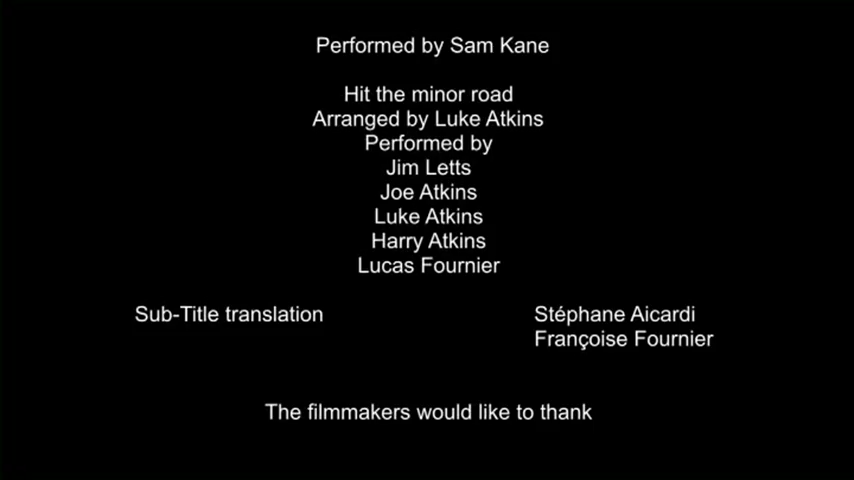 Performed by Sam Kane
Hit the minor road
Arranged by Luke Atkins
Performed by
Jim Letts
Joe Atkins
Luke Atkins
Harry Atkins
Lucas Fournier
Sub-Title translation Stéphane Aicardi
Françoise Fournier
The filmmakers would like to thank